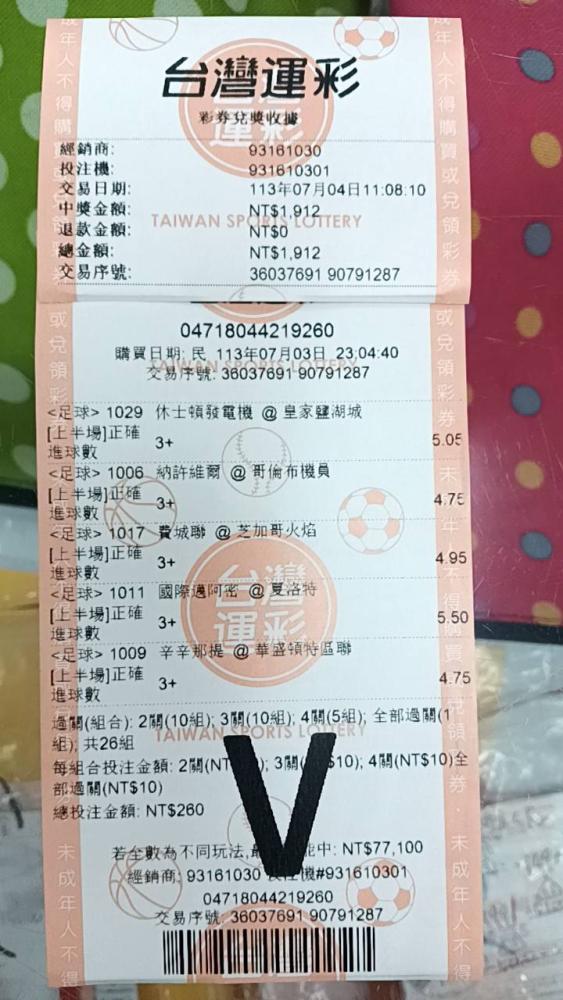 台灣運彩
彩券兌獎收據
經銷商: 93161030
投注機: 931610301
交易日期: 113年07月04日11:08:10
中獎金額: NT$1,912
TAIWAN SPORTS LOTTERY
退款金額: NT$0
總金額: NT$1,912
交易序號: 36037691 90791287
04718044219260
購買日期: 民 113年07月03日 23:04:40
交易序號: 36037691 90791287
<足球> 1029 休士頓發電機 @ 皇家鹽湖城
[上半場]正確進球數 3+ 5.05
<足球> 1006 納許維爾 @ 哥倫布機員
[上半場]正確進球數 3+ 4.75
<足球> 1017 費城聯 @ 芝加哥火焰
[上半場]正確進球數 3+ 4.95
<足球> 1011 國際邁阿密 @ 夏洛特
[上半場]正確進球數 3+ 5.50
<足球> 1009 辛辛那提 @ 華盛頓特區聯
[上半場]正確進球數 3+ 4.75
過關(組合): 2關(10組); 3關(10組); 4關(5組); 全部過關(1
組); 共26組
TAIWAN SPORTS LOTTERY
每組合投注金額: 2關(NT ); 3關( $10); 4關(NT$10)全
部過關(NT$10)
總投注金額: NT$260
V
若全數為不同玩法,最 能中: NT$77,100
經銷商: 93161030 機#931610301
04718044219260
交易序號: 36037691 90791287